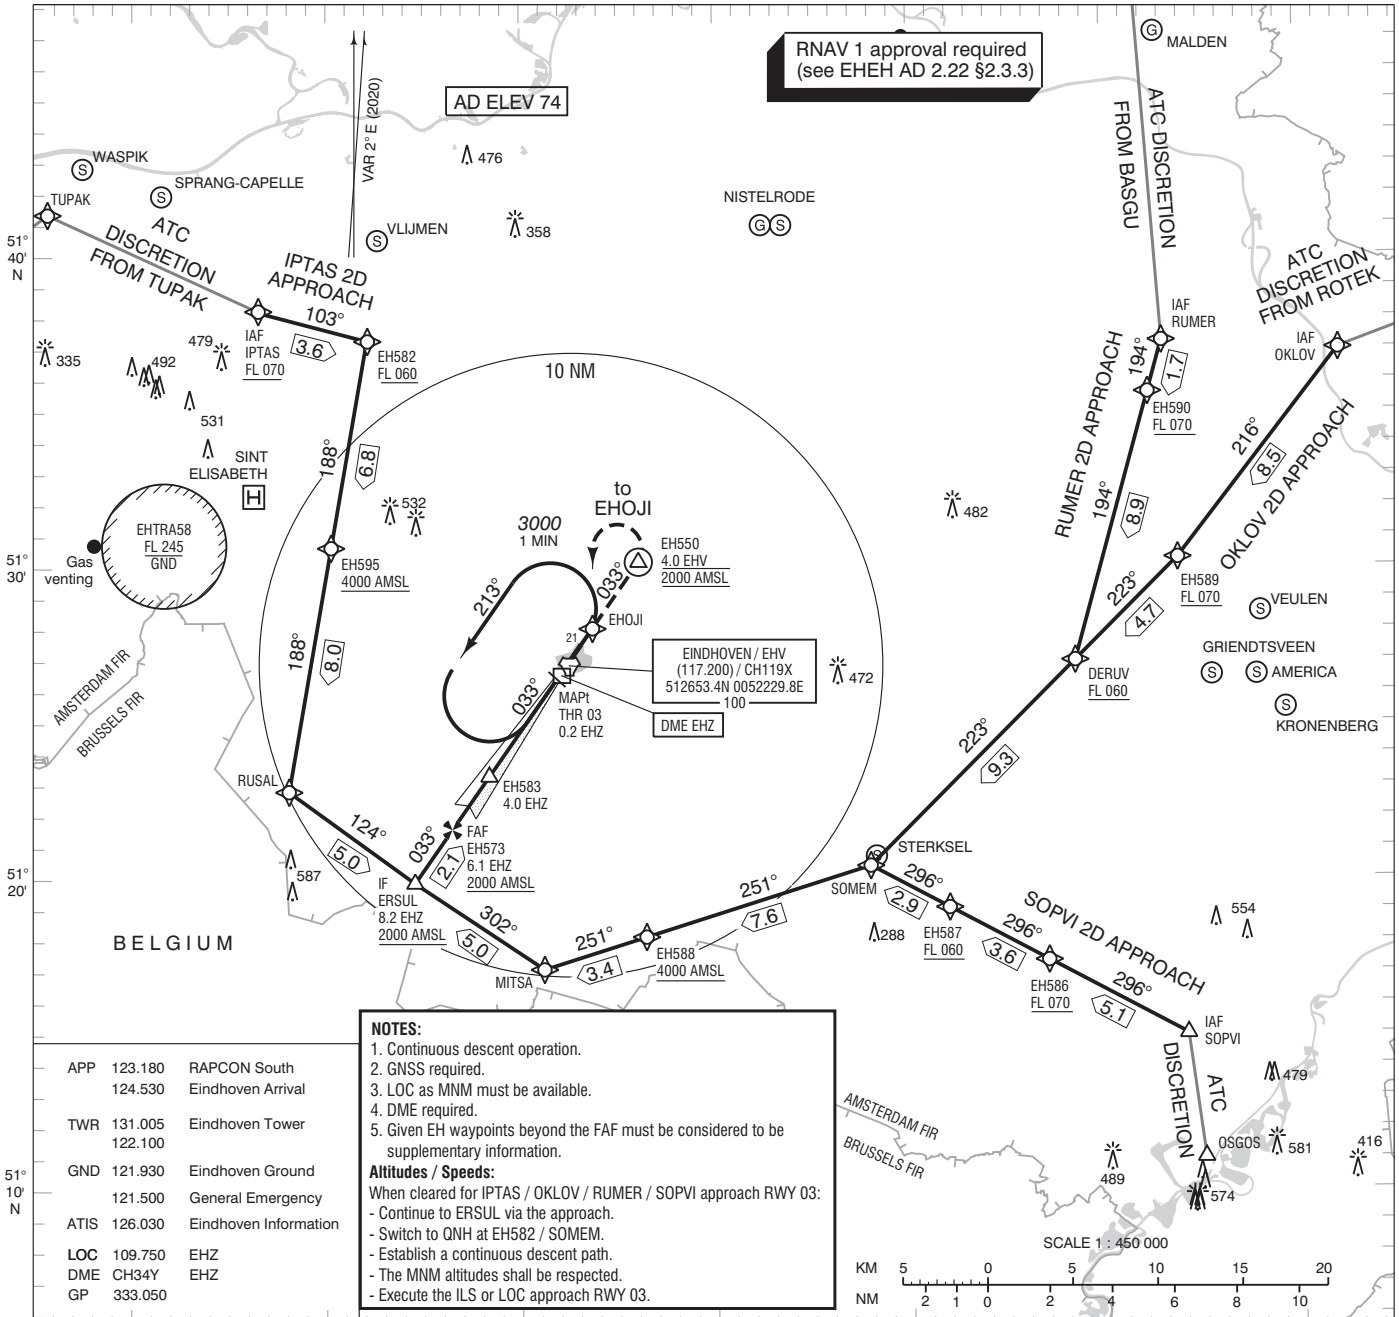 RNAV 1 approval required
(see EHEH AD 2.22 §2.3.3)
G
MALDEN
AD ELEV 74
VAR 2° E (2020)
476
ATC DISCRETION
FROM BASGU
S
WASPIK
S
SPRANG-CAPELLE
TUPAK
NISTELRODE
G
S
S
VLIJMEN
358
ATC
DISCRETION
FROM TUPAK
51°
40'
N
IPTAS 2D
APPROACH
103°
3.6
ATC
DISCRETION
FROM ROTEK
IAF
RUMER
IAF
OKLOV
IAF
IPTAS
FL 070
EH582
FL 060
479
335
492
531
10 NM
194°
1.7
EH590
FL 070
RUMER 2D APPROACH
194°
8.9
216°
8.5
OKLOV 2D APPROACH
SINT
ELISABETH
H
188°
6.8
532
482
to
EHOJI
3000
1 MIN
EHTRA58
FL 245
GND
Gas
venting
EH595
4000 AMSL
EH550
4.0 EHV
2000 AMSL
033°
213°
EHOJI
21
51°
30'
EH589
FL 070
223°
4.7
S
VEULEN
GRIENDTSVEEN
S
S
AMERICA
S
KRONENBERG
188°
8.0
EINDHOVEN / EHV
(117.200) / CH119X
512653.4N 0052229.8E
100
DME EHZ
472
DERUV
FL 060
AMSTERDAM FIR
BRUSSELS FIR
033°
MAPt
THR 03
0.2 EHZ
223°
9.3
RUSAL
EH583
4.0 EHZ
124°
5.0
033°
2.1
FAF
EH573
6.1 EHZ
2000 AMSL
S
STERKSEL
SOMEM
587
51°
20'
IF
ERSUL
8.2 EHZ
2000 AMSL
302°
5.0
251°
7.6
296°
2.9
SOPVI 2D APPROACH
554
288
EH587
FL 060
296°
3.6
BELGIUM
251°
3.4
EH588
4000 AMSL
MITSA
EH586
FL 070
296°
5.1
IAF
SOPVI
ATC
DISCRETION
479
AMSTERDAM FIR
BRUSSELS FIR
OSGOS
581
416
489
574
51°
10'
N
APP 123.180 RAPCON South
124.530 Eindhoven Arrival
TWR 131.005 Eindhoven Tower
122.100
GND 121.930 Eindhoven Ground
121.500 General Emergency
ATIS 126.030 Eindhoven Information
LOC 109.750 EHZ
DME CH34Y EHZ
GP 333.050
NOTES:
1. Continuous descent operation.
2. GNSS required.
3. LOC as MNM must be available.
4. DME required.
5. Given EH waypoints beyond the FAF must be considered to be
supplementary information.
Altitudes / Speeds:
When cleared for IPTAS / OKLOV / RUMER / SOPVI approach RWY 03:
- Continue to ERSUL via the approach.
- Switch to QNH at EH582 / SOMEM.
- Establish a continuous descent path.
- The MNM altitudes shall be respected.
- Execute the ILS or LOC approach RWY 03.
SCALE 1 : 450 000
KM 5 0 5 10 15 20
NM 2 1 0 2 4 6 8 10